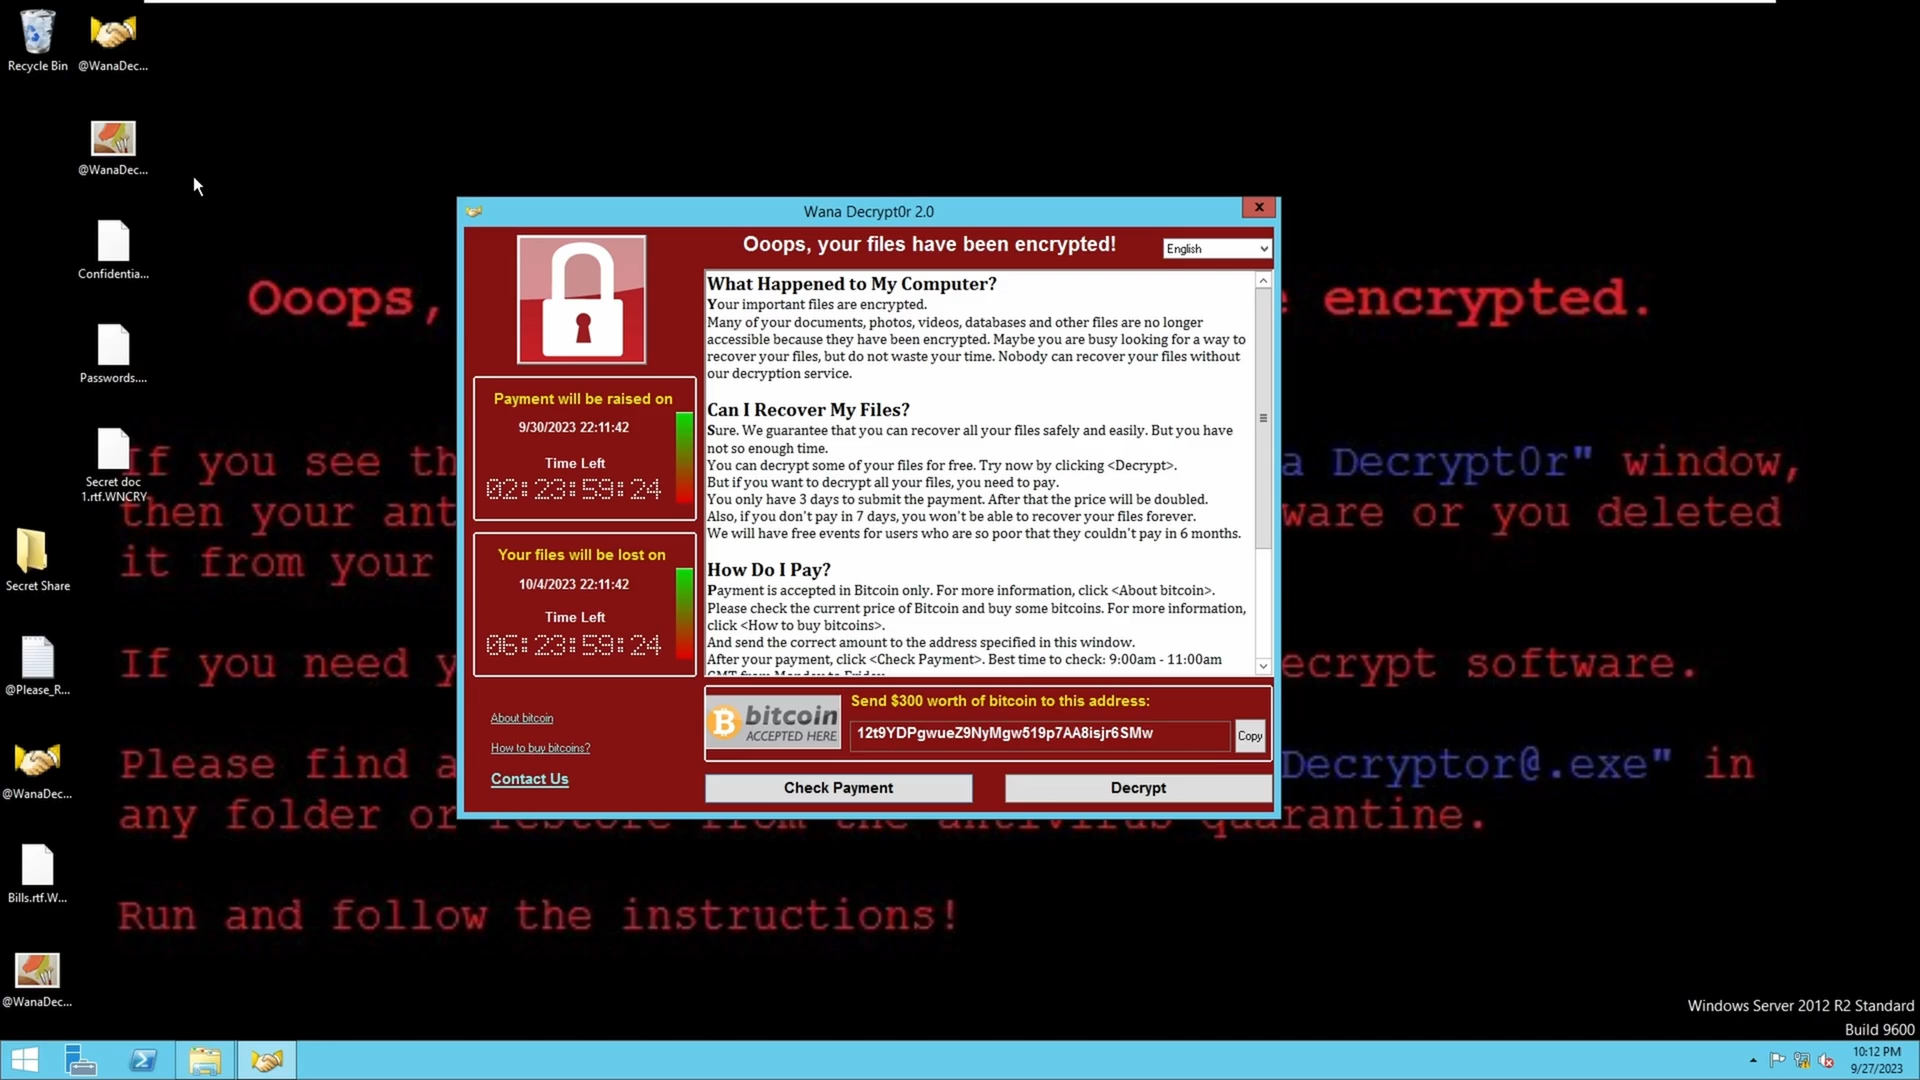 Recycle Bin
@WanaDec...
@WanaDec...
Confidentia...
Passwords....
Secret doc
1.rtf.WNCRY
Secret Share
@Please_R...
@WanaDec...
Bills.rtf.W...
@WanaDec...
Ooops,
encrypted.
If you see th
a Decrypt0r" window,
then your ant
ware or you deleted
it from your
If you need y
ecrypt software.
Please find a
Decryptor@.exe" in
any folder or restore from the antivirus quarantine.
Run and follow the instructions!
Wana Decrypt0r 2.0
x
Ooops, your files have been encrypted!
English
Payment will be raised on
9/30/2023 22:11:42
Time Left
02:23:59:24
Your files will be lost on
10/4/2023 22:11:42
Time Left
06:23:59:24
About bitcoin
How to buy bitcoins?
Contact Us
What Happened to My Computer?
Your important files are encrypted.
Many of your documents, photos, videos, databases and other files are no longer
accessible because they have been encrypted. Maybe you are busy looking for a way to
recover your files, but do not waste your time. Nobody can recover your files without
our decryption service.
Can I Recover My Files?
Sure. We guarantee that you can recover all your files safely and easily. But you have
not so enough time.
You can decrypt some of your files for free. Try now by clicking <Decrypt>.
But if you want to decrypt all your files, you need to pay.
You only have 3 days to submit the payment. After that the price will be doubled.
Also, if you don't pay in 7 days, you won't be able to recover your files forever.
We will have free events for users who are so poor that they couldn't pay in 6 months.
How Do I Pay?
Payment is accepted in Bitcoin only. For more information, click <About bitcoin>.
Please check the current price of Bitcoin and buy some bitcoins. For more information,
click <How to buy bitcoins>.
And send the correct amount to the address specified in this window.
After your payment, click <Check Payment>. Best time to check: 9:00am - 11:00am
GMT from Monday to Friday.
bitcoin
ACCEPTED HERE
Send $300 worth of bitcoin to this address:
12t9YDPgwueZ9NyMgw519p7AA8isjr6SMw
Copy
Check Payment
Decrypt
Windows Server 2012 R2 Standard
Build 9600
10:12 PM
9/27/2023